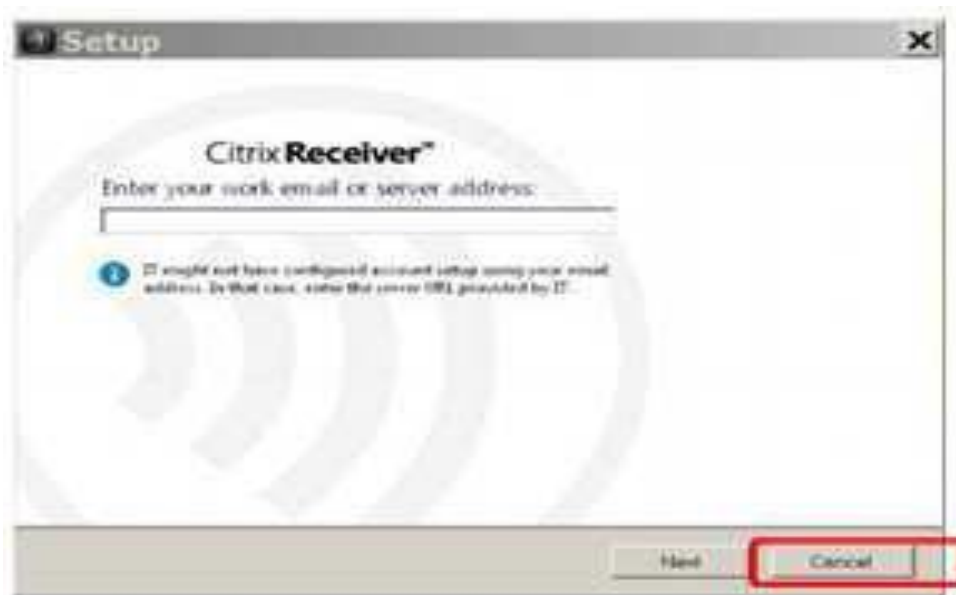 Setup
Citrix Receiver™
Enter your work email or server address:
IT might not have configured account setup using your email
address. In that case, enter the server URL provided by IT.
Next
Cancel